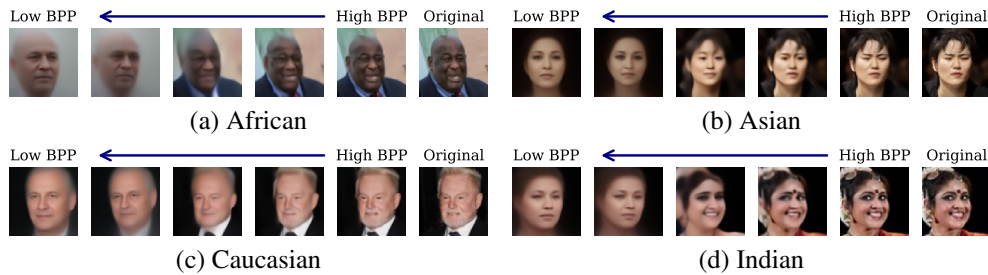 Low BPP High BPP Original
(a) African
Low BPP High BPP Original
(b) Asian
Low BPP High BPP Original
(c) Caucasian
Low BPP High BPP Original
(d) Indian